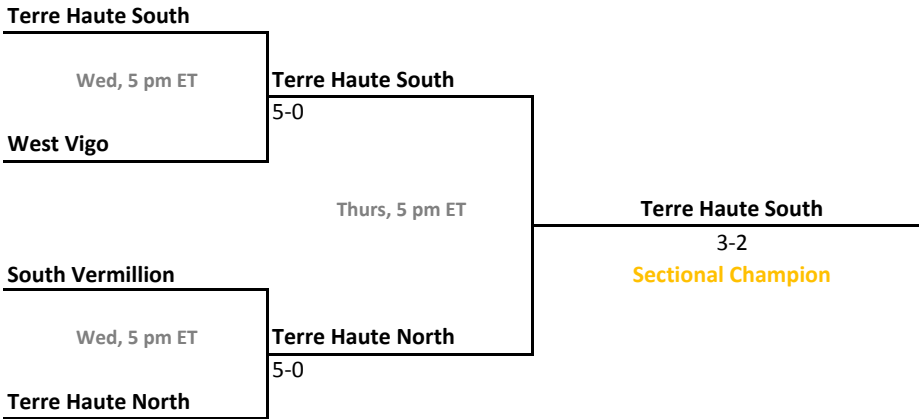 Terre Haute South
Wed, 5 pm ET
Terre Haute South
5-0
West Vigo
Thurs, 5 pm ET
Terre Haute South
3-2
Sectional Champion
South Vermillion
Wed, 5 pm ET
Terre Haute North
5-0
Terre Haute North